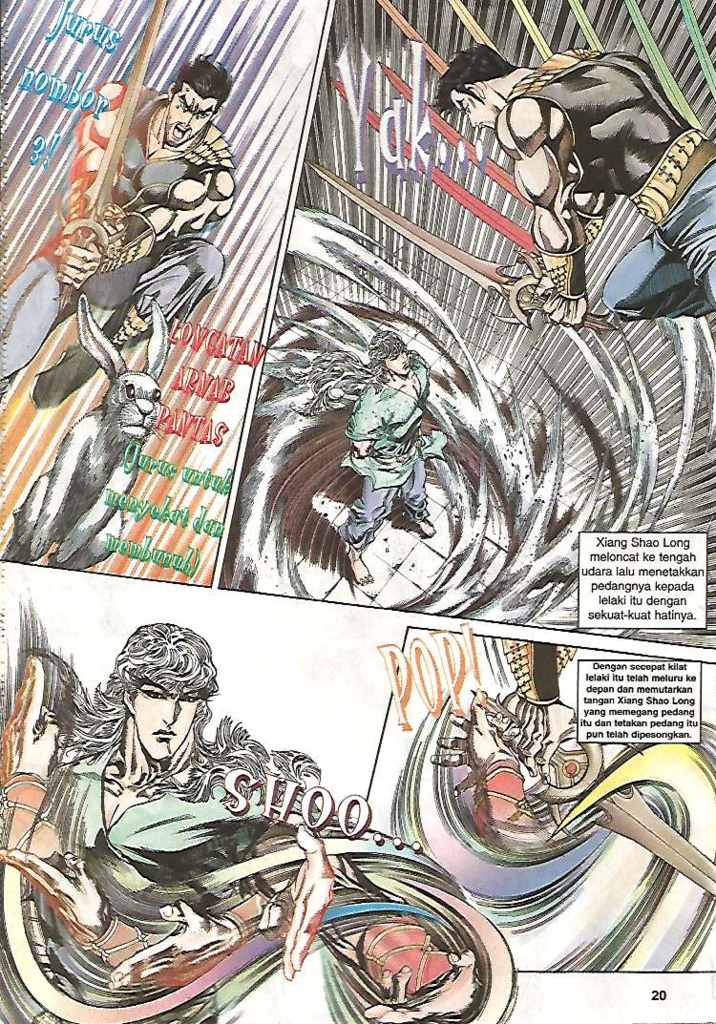 Jurus
nombor
3!
LONCATAN
ARNAB
PANTAS
(Jurus untuk
menyekat dan
membunuh)
Yak...
Xiang Shao Long
meloncat ke tengah
udara lalu menetakkan
pedangnya kepada
lelaki itu dengan
sekuat-kuat hatinya.
SHOO....
POP!
Dengan secepat kilat
lelaki itu telah meluru ke
depan dan memutarkan
tangan Xiang Shao Long
yang memegang pedang
itu dan tetakan pedang itu
pun telah dipesongkan.
20